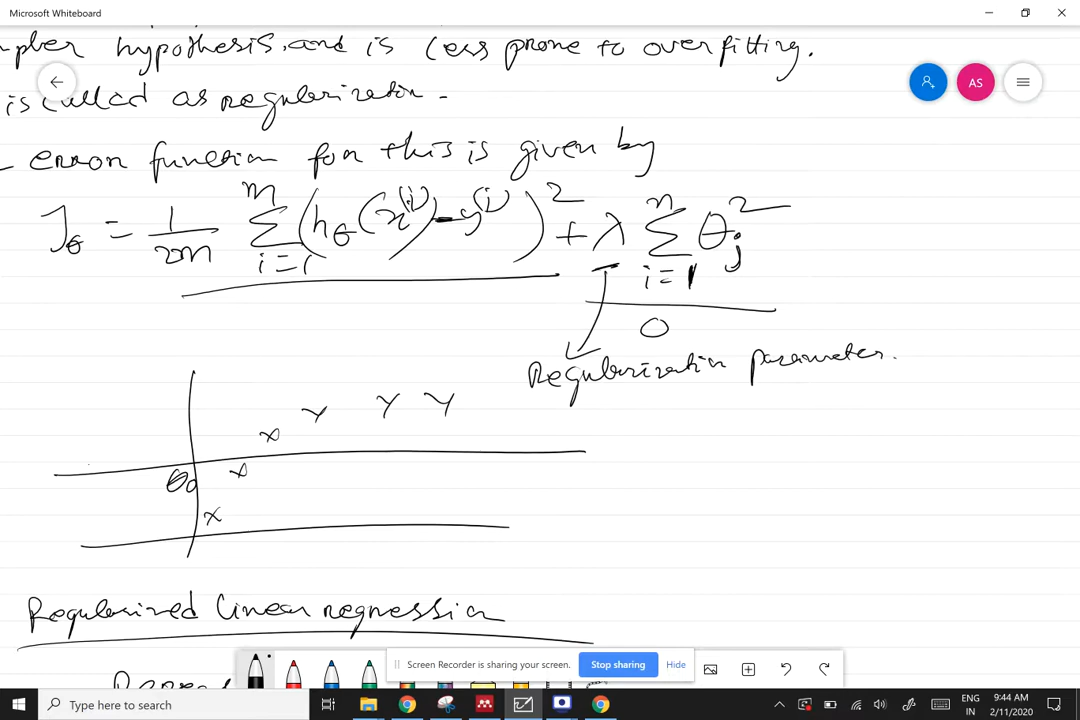 Microsoft Whiteboard
hypothesis, and is less prone to overfitting.
is called as regularization.
error function for this is given by
J_θ = 1/2m Σ_{i=1}^{m} (h_θ(x^(i)) - y^(i))^2 + λ Σ_{i=1}^{n} θ_j^2
0
Regularization parameter.
θ0
Regularized linear regression
AS
Screen Recorder is sharing your screen.
Stop sharing
Hide
Type here to search
ENG
IN
9:44 AM
2/11/2020